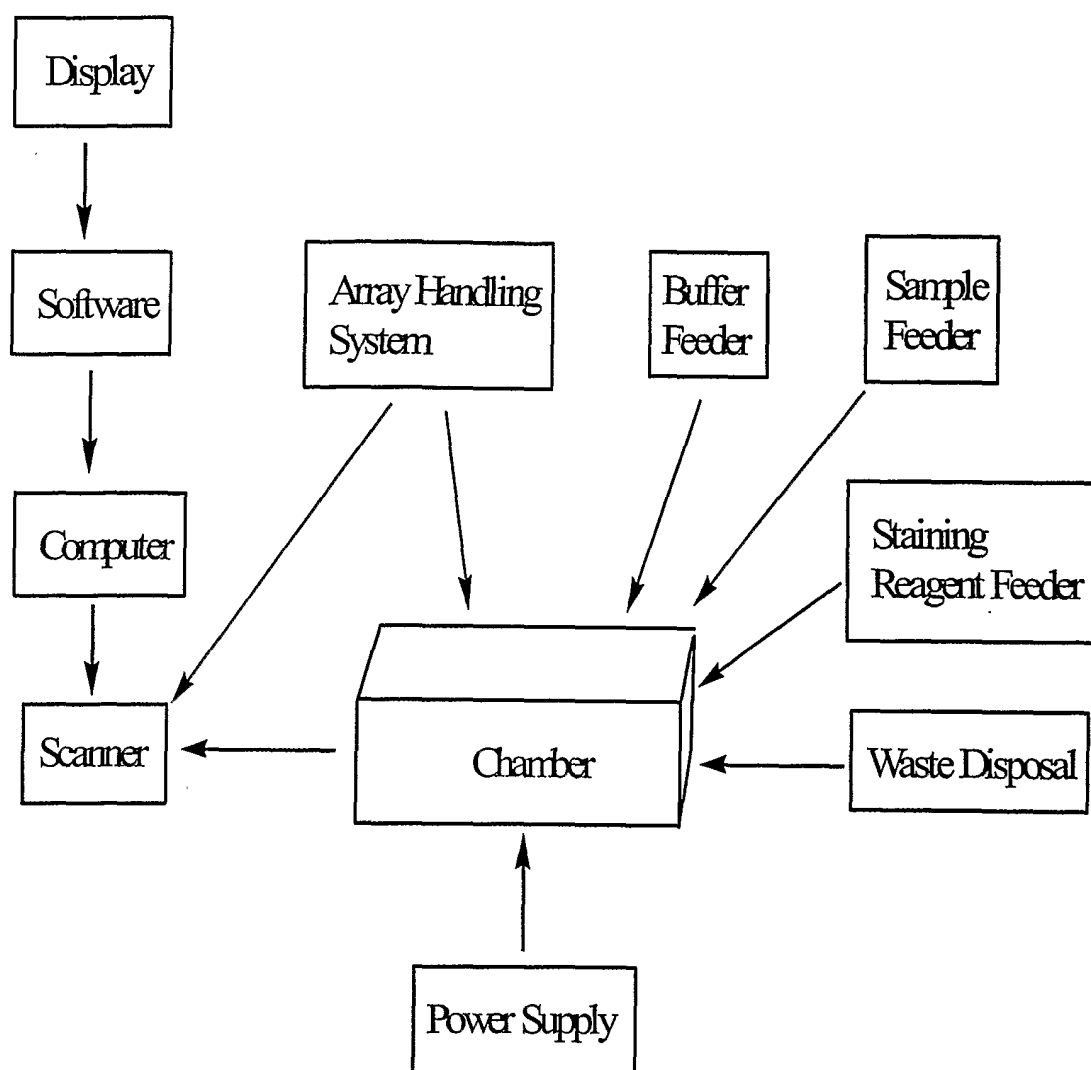 Display
Software
Array Handling
System
Buffer
Feeder
Sample
Feeder
Computer
Staining
Reagent Feeder
Scanner
Chamber
Waste Disposal
Power Supply